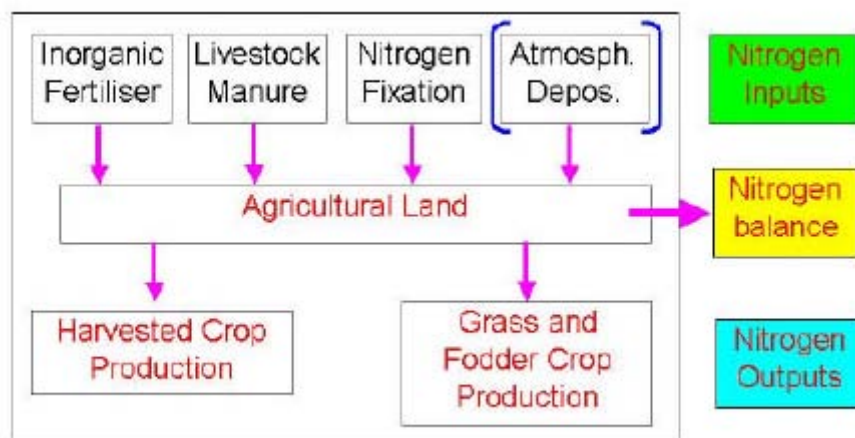 Inorganic
Fertiliser
Livestock
Manure
Nitrogen
Fixation
Atmosph.
Depos.
Nitrogen
Inputs
Agricultural Land
Nitrogen
balance
Harvested Crop
Production
Grass and
Fodder Crop
Production
Nitrogen
Outputs